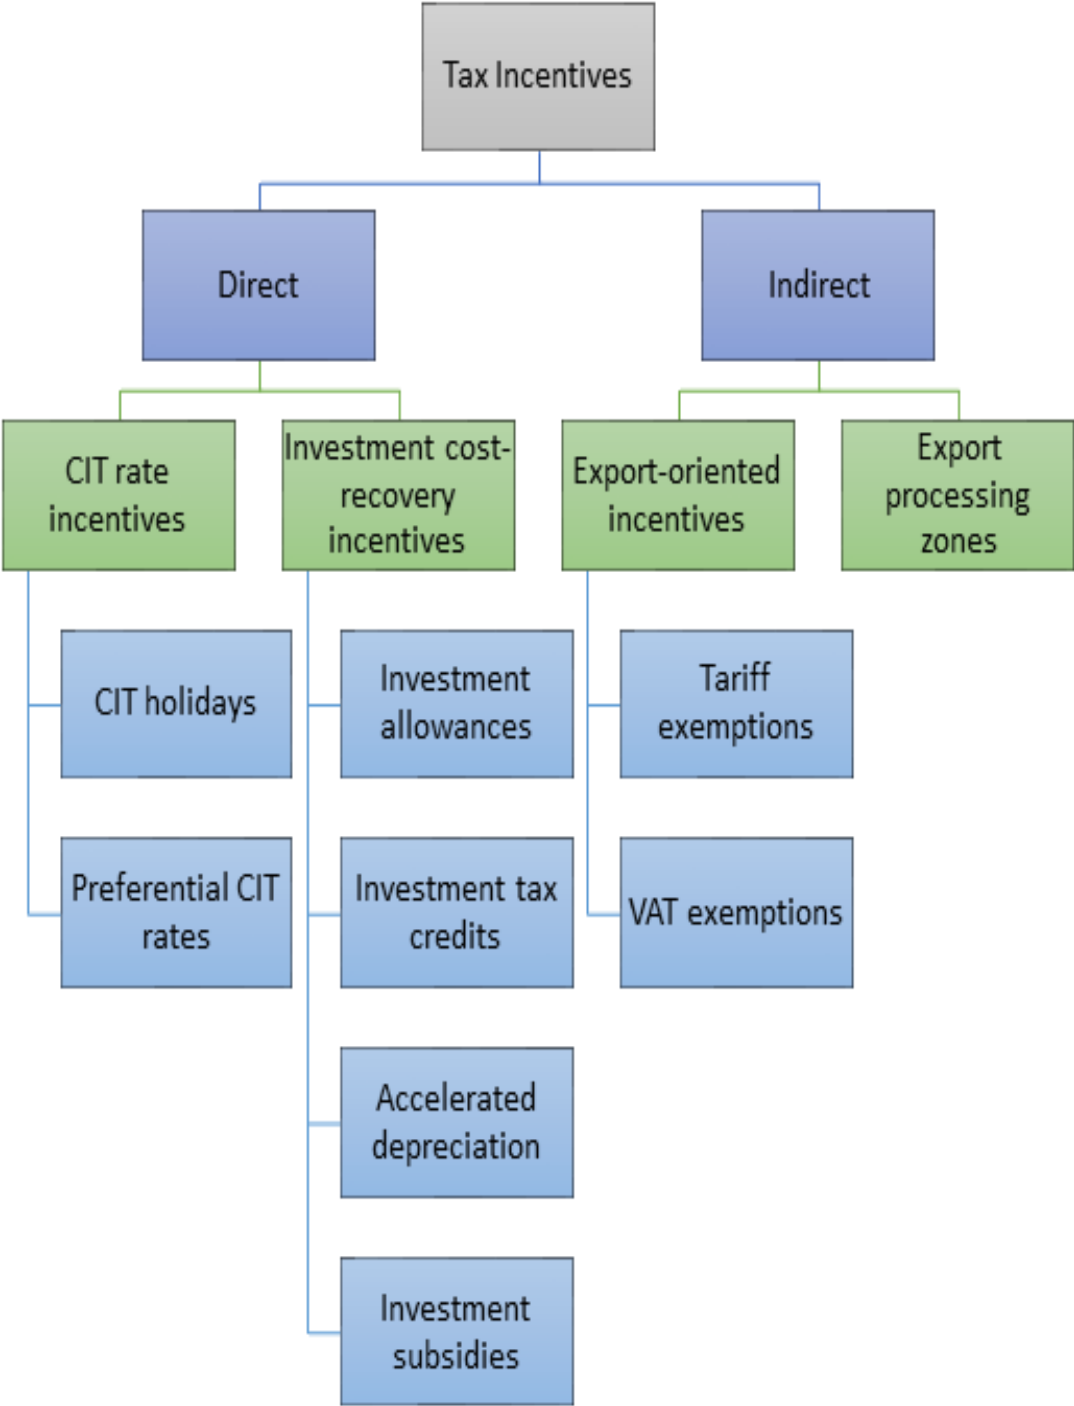 Tax Incentives
Direct
Indirect
CIT rate
incentives
Investment cost-
recovery
incentives
Export-oriented
incentives
Export
processing
zones
CIT holidays
Investment
allowances
Tariff
exemptions
Preferential CIT
rates
Investment tax
credits
VAT exemptions
Accelerated
depreciation
Investment
subsidies